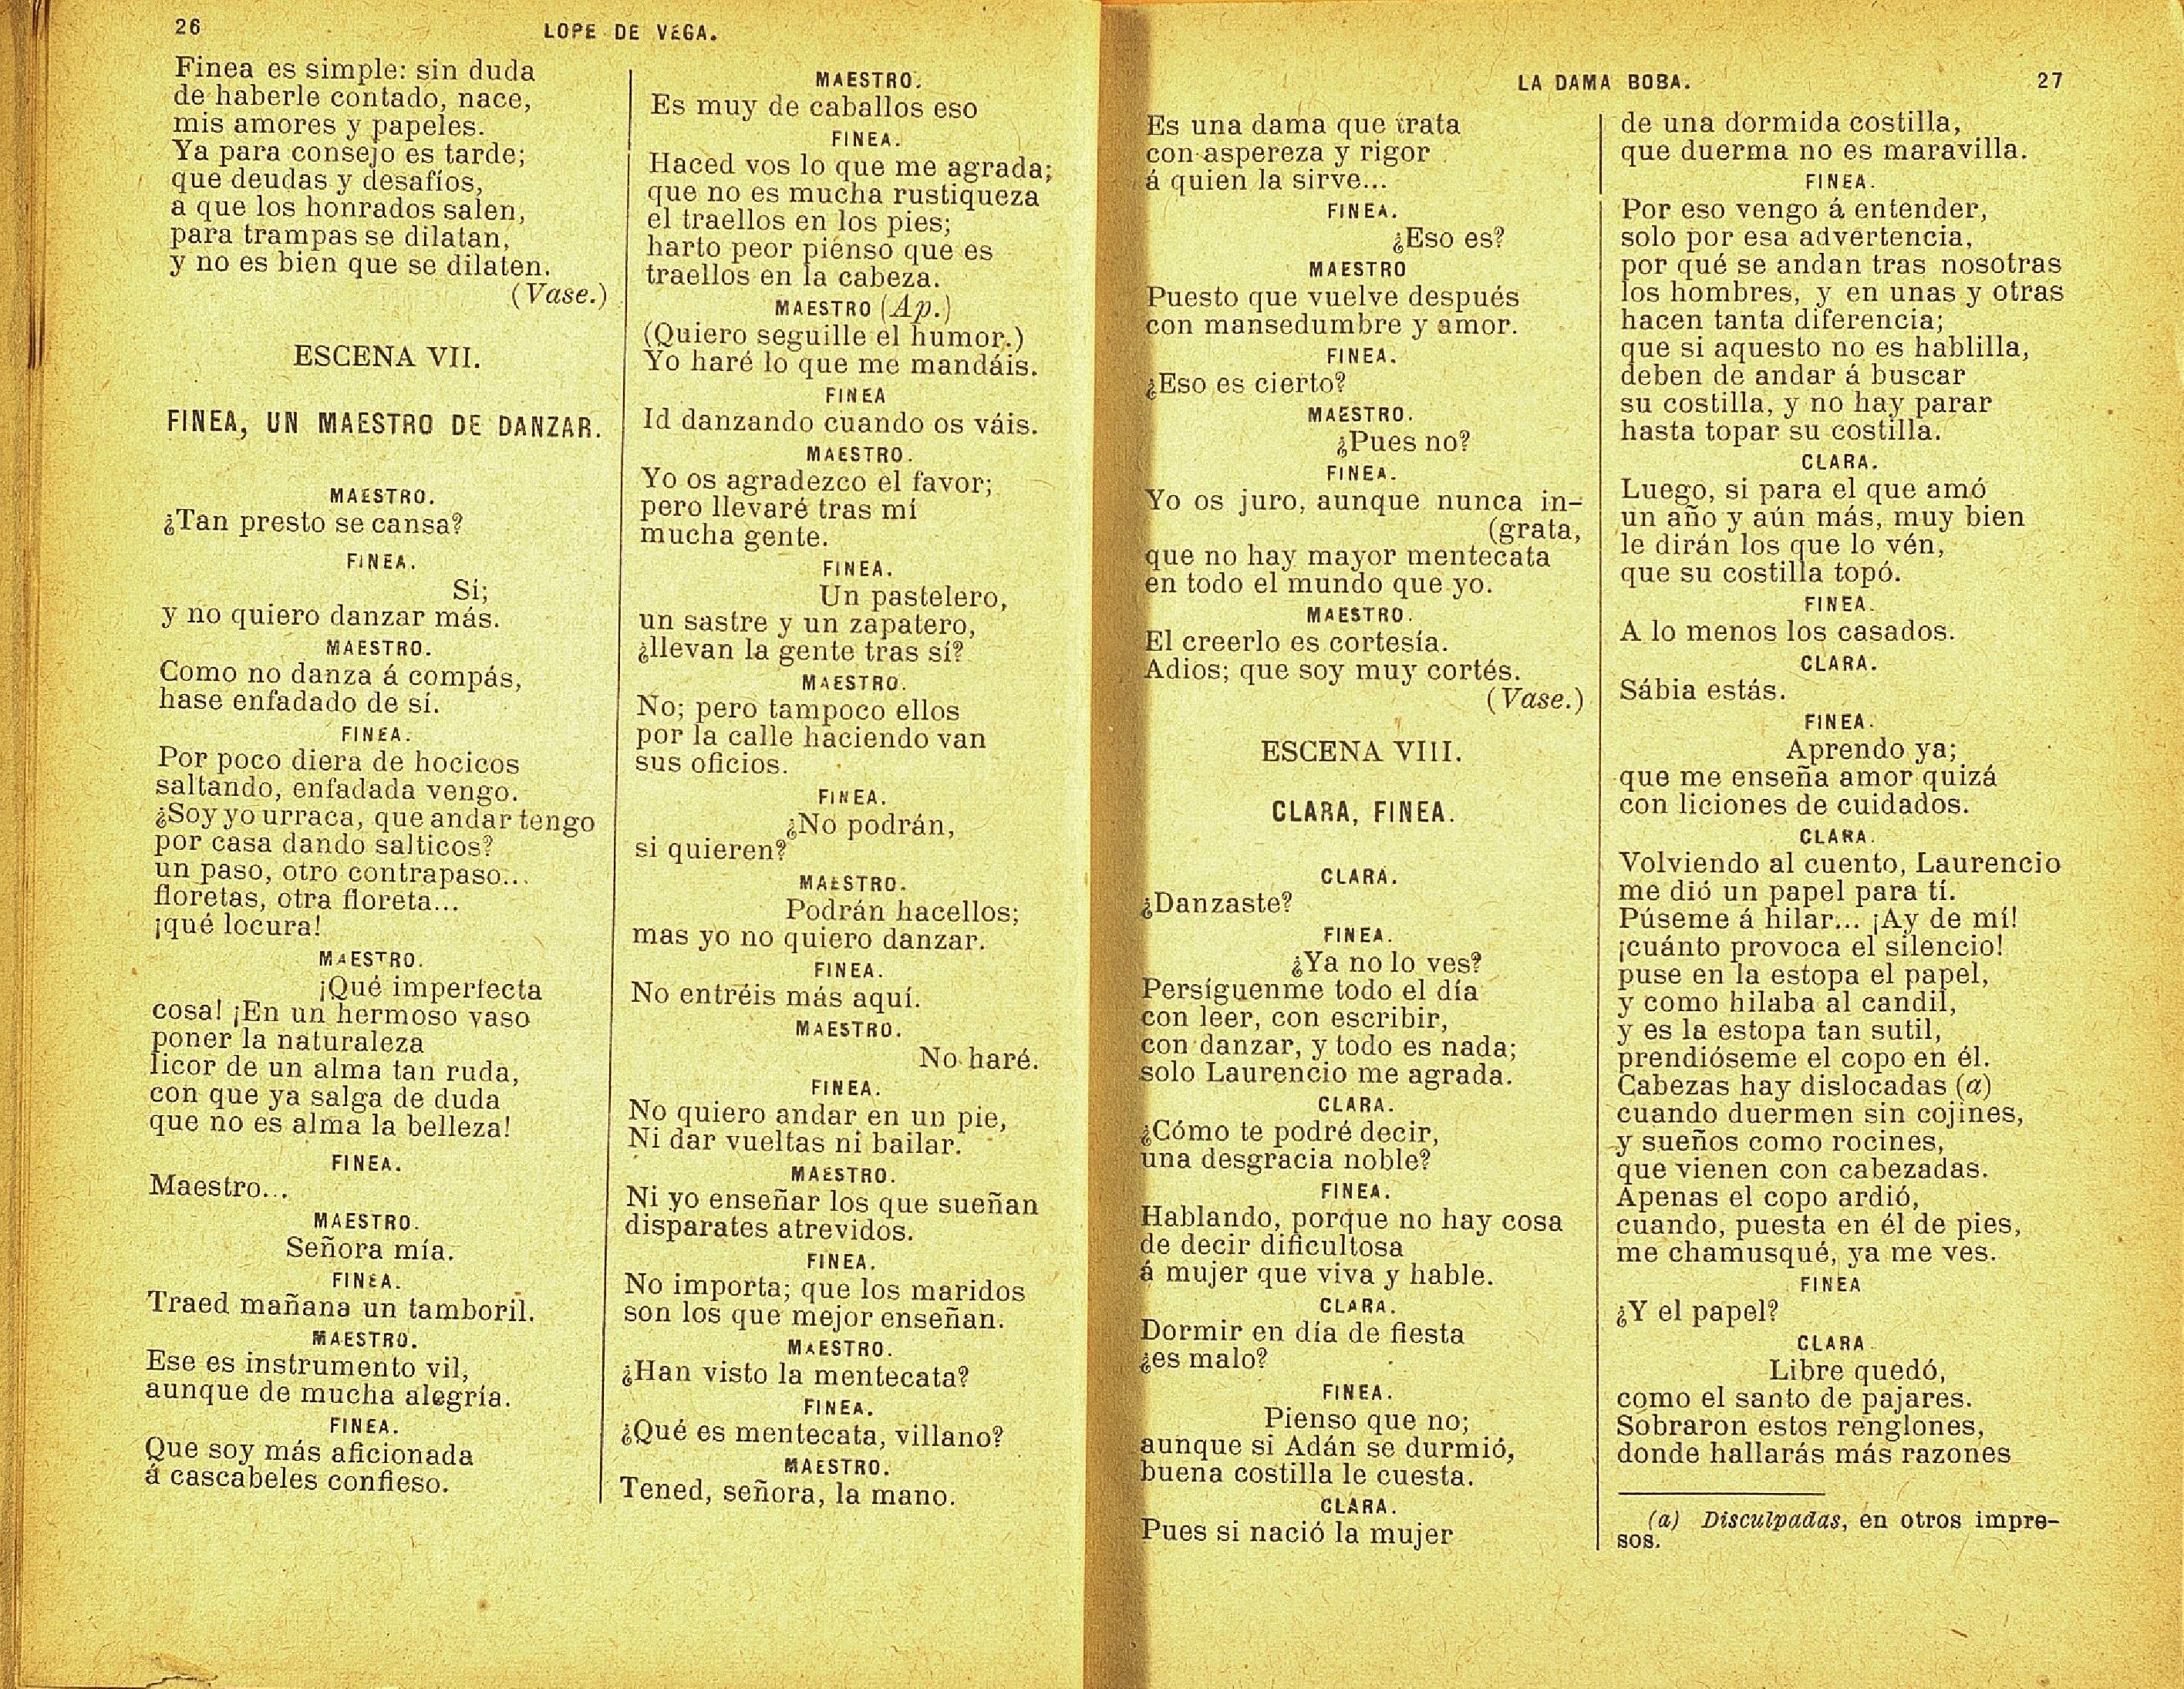 26
LOPE DE VEGA.
Finea es simple: sin duda
de haberle contado, nace,
mis amores y papeles.
Ya para consejo es tarde;
que deudas y desafíos,
a que los honrados salen,
para trampas se dilatan,
y no es bien que se dilaten.
(Vase.)
ESCENA VII.
FINEA, UN MAESTRO DE DANZAR.
MAESTRO.
¿Tan presto se cansa?
FINEA.
Sí;
y no quiero danzar más.
MAESTRO.
Como no danza á compás,
hase enfadado de sí.
FINEA.
Por poco diera de hocicos
saltando, enfadada vengo.
¿Soy yo urraca, que andar tengo
por casa dando salticos?
un paso, otro contrapaso...
floretas, otra floreta...
¡qué locura!
MAESTRO.
¡Qué imperfecta
cosa! ¡En un hermoso vaso
poner la naturaleza
licor de un alma tan ruda,
con que ya salga de duda
que no es alma la belleza!
FINEA.
Maestro...
MAESTRO.
Señora mía.
FINEA.
Traed mañana un tamboril.
MAESTRO.
Ese es instrumento vil,
aunque de mucha alegría.
FINEA.
Que soy más aficionada
á cascabeles confieso.
MAESTRO.
Es muy de caballos eso
FINEA.
Haced vos lo que me agrada;
que no es mucha rustiqueza
el traellos en los pies;
harto peor piénso que es
traellos en la cabeza.
MAESTRO (Ap.)
(Quiero seguille el humor.)
Yo haré lo que me mandáis.
FINEA
Id danzando cuando os váis.
MAESTRO.
Yo os agradezco el favor;
pero llevaré tras mí
mucha gente.
FINEA.
Un pastelero,
un sastre y un zapatero,
¿llevan la gente tras sí?
MAESTRO.
No; pero tampoco ellos
por la calle haciendo van
sus oficios.
FINEA.
¿No podrán,
si quieren?
MAESTRO.
Podrán hacellos;
mas yo no quiero danzar.
FINEA.
No entréis más aquí.
MAESTRO.
No haré.
FINEA.
No quiero andar en un pie,
Ni dar vueltas ni bailar.
MAESTRO.
Ni yo enseñar los que sueñan
disparates atrevidos.
FINEA.
No importa; que los maridos
son los que mejor enseñan.
MAESTRO.
¿Han visto la mentecata?
FINEA.
¿Qué es mentecata, villano?
MAESTRO.
Tened, señora, la mano.
LA DAMA BOBA.
27
Es una dama que trata
con aspereza y rigor
á quien la sirve...
FINEA.
¿Eso es?
MAESTRO
Puesto que vuelve después
con mansedumbre y amor.
FINEA.
¿Eso es cierto?
MAESTRO.
¿Pues no?
FINEA.
Yo os juro, aunque nunca in-
(grata,
que no hay mayor mentecata
en todo el mundo que yo.
MAESTRO.
El creerlo es cortesía.
Adios; que soy muy cortés.
(Vase.)
ESCENA VIII.
CLARA, FINEA.
CLARA.
¿Danzaste?
FINEA.
¿Ya no lo ves?
Persíguenme todo el día
con leer, con escribir,
con danzar, y todo es nada;
solo Laurencio me agrada.
CLARA.
¿Cómo te podré decir,
una desgracia noble?
FINEA.
Hablando, porque no hay cosa
de decir dificultosa
á mujer que viva y hable.
CLARA.
Dormir en día de fiesta
¿es malo?
FINEA.
Pienso que no;
aunque si Adán se durmió,
buena costilla le cuesta.
CLARA.
Pues si nació la mujer
de una dormida costilla,
que duerma no es maravilla.
FINEA.
Por eso vengo á entender,
solo por esa advertencia,
por qué se andan tras nosotras
los hombres, y en unas y otras
hacen tanta diferencia;
que si aquesto no es hablilla,
deben de andar á buscar
su costilla, y no hay parar
hasta topar su costilla.
CLARA.
Luego, si para el que amó
un año y aún más, muy bien
le dirán los que lo vén,
que su costilla topó.
FINEA.
A lo menos los casados.
CLARA.
Sábia estás.
FINEA.
Aprendo ya;
que me enseña amor quizá
con liciones de cuidados.
CLARA.
Volviendo al cuento, Laurencio
me dió un papel para tí.
Púseme á hilar... ¡Ay de mí!
¡cuánto provoca el silencio!
puse en la estopa el papel,
y como hilaba al candil,
y es la estopa tan sutil,
prendióseme el copo en él.
Cabezas hay dislocadas (a)
cuando duermen sin cojines,
y sueños como rocines,
que vienen con cabezadas.
Apenas el copo ardió,
cuando, puesta en él de pies,
me chamusqué, ya me ves.
FINEA
¿Y el papel?
CLARA
Libre quedó,
como el santo de pajares.
Sobraron estos renglones,
donde hallarás más razones
(a) Disculpadas, en otros impre-
sos.